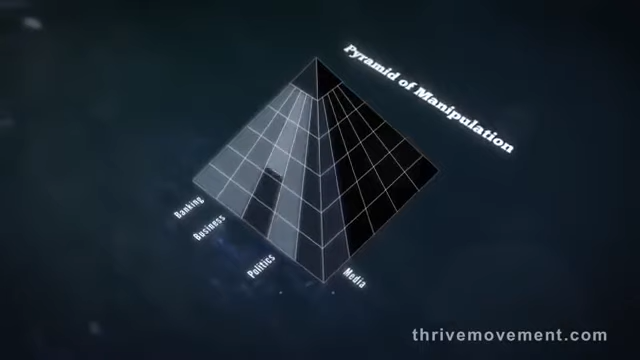 Pyramid of Manipulation
Banking
Business
Politics
Media
thrivemovement.com